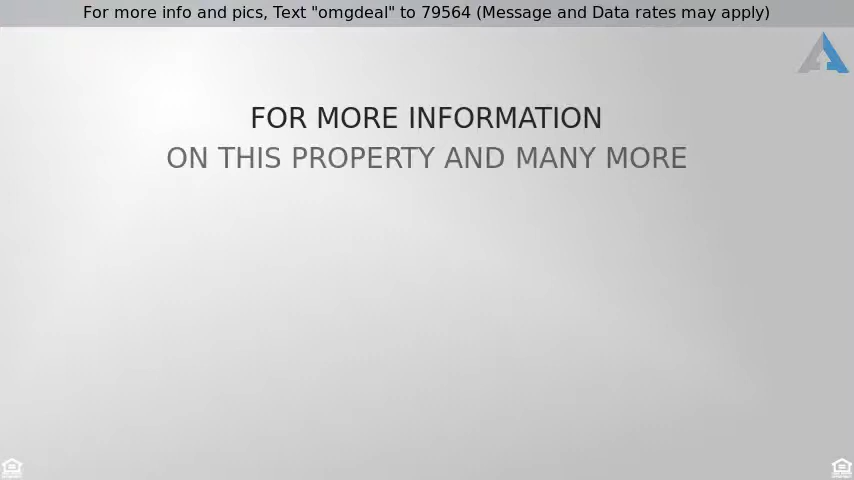 For more info and pics, Text "omgdeal" to 79564 (Message and Data rates may apply)
FOR MORE INFORMATION
ON THIS PROPERTY AND MANY MORE